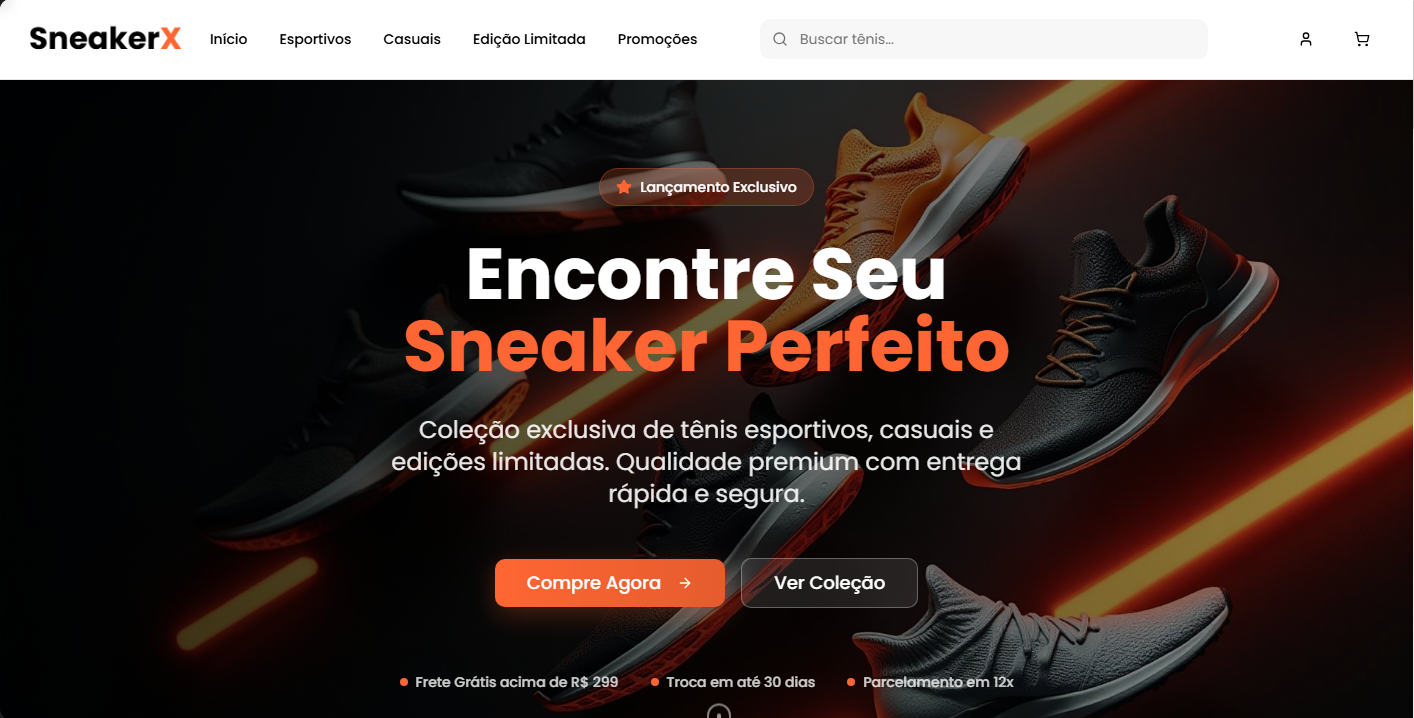 SneakerX
Início
Esportivos
Casuais
Edição Limitada
Promoções
Buscar tênis...
Lançamento Exclusivo
Encontre Seu
Sneaker Perfeito
Coleção exclusiva de tênis esportivos, casuais e
edições limitadas. Qualidade premium com entrega
rápida e segura.
Compre Agora
Ver Coleção
Frete Grátis acima de R$ 299
Troca em até 30 dias
Parcelamento em 12x